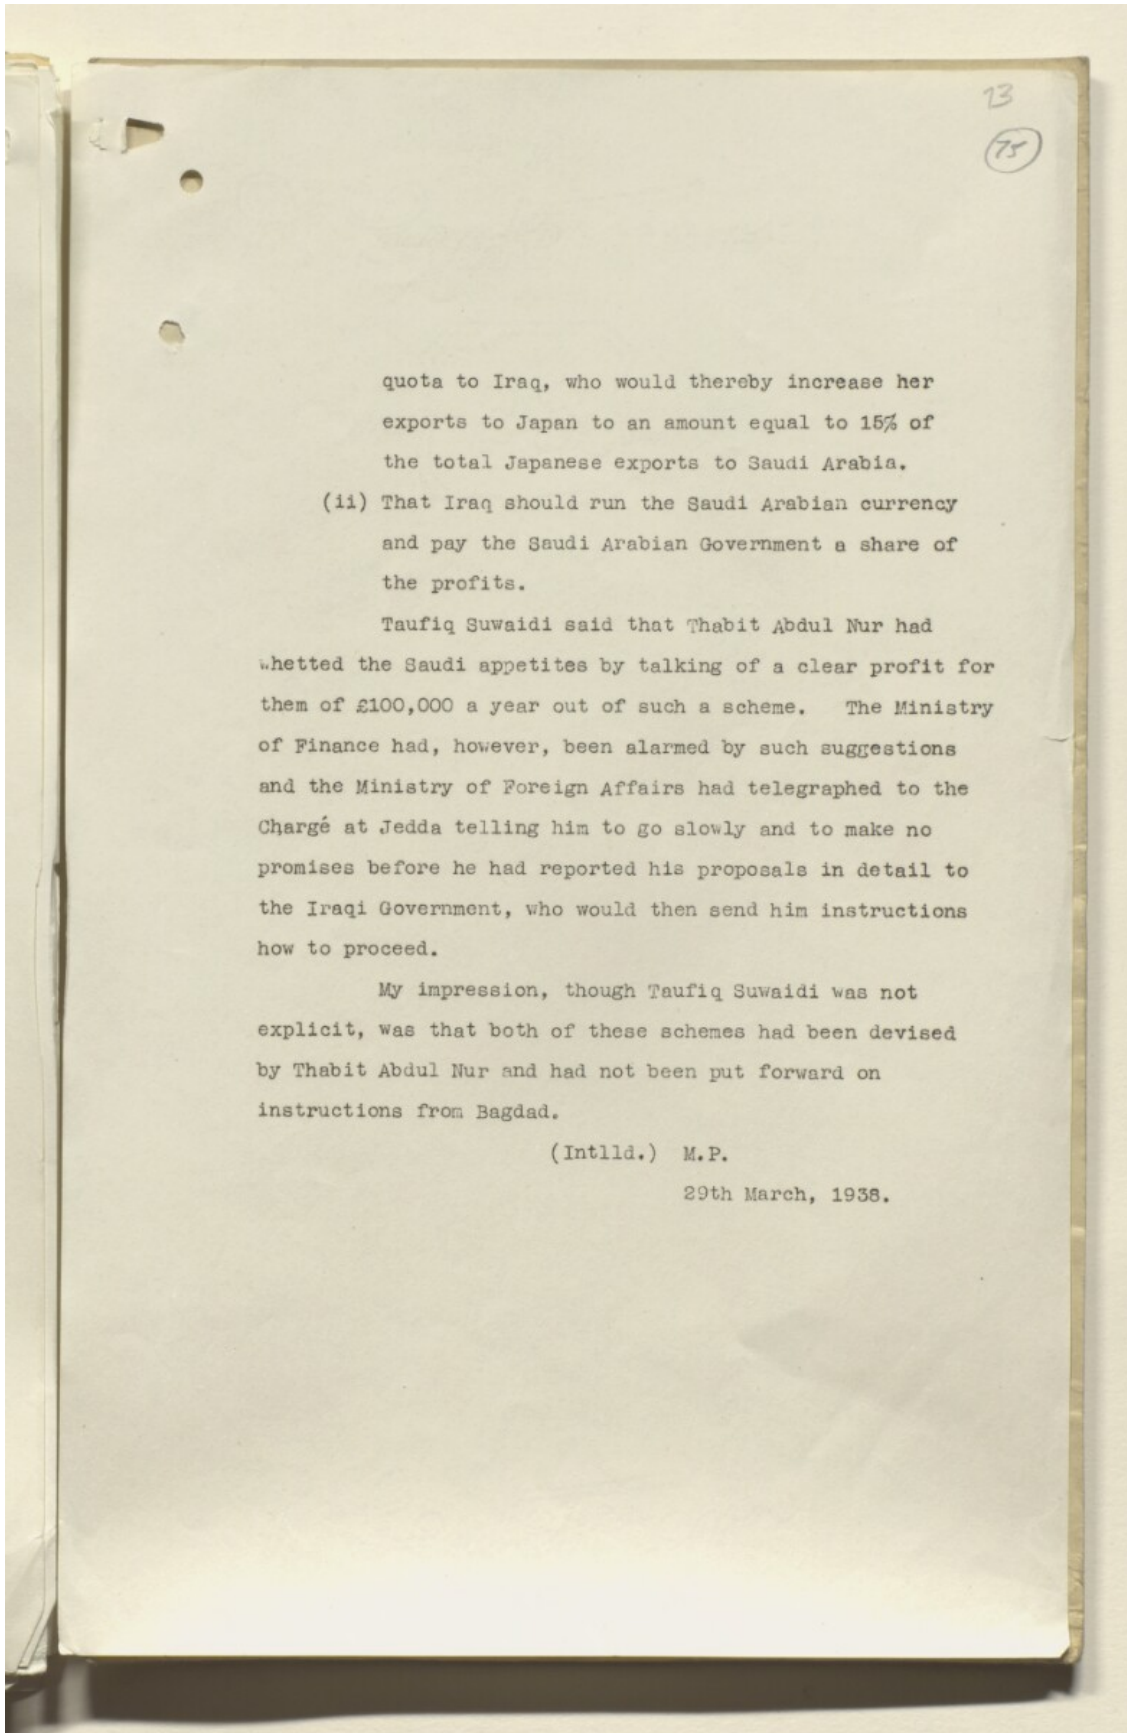 73
75
quota to Iraq, who would thereby increase her
exports to Japan to an amount equal to 15% of
the total Japanese exports to Saudi Arabia.
(ii) That Iraq should run the Saudi Arabian currency
and pay the Saudi Arabian Government a share of
the profits.
Taufiq Suwaidi said that Thabit Abdul Nur had
whetted the Saudi appetites by talking of a clear profit for
them of £100,000 a year out of such a scheme. The Ministry
of Finance had, however, been alarmed by such suggestions
and the Ministry of Foreign Affairs had telegraphed to the
Chargé at Jedda telling him to go slowly and to make no
promises before he had reported his proposals in detail to
the Iraqi Government, who would then send him instructions
how to proceed.
My impression, though Taufiq Suwaidi was not
explicit, was that both of these schemes had been devised
by Thabit Abdul Nur and had not been put forward on
instructions from Bagdad.
(Intlld.) M.P.
29th March, 1938.